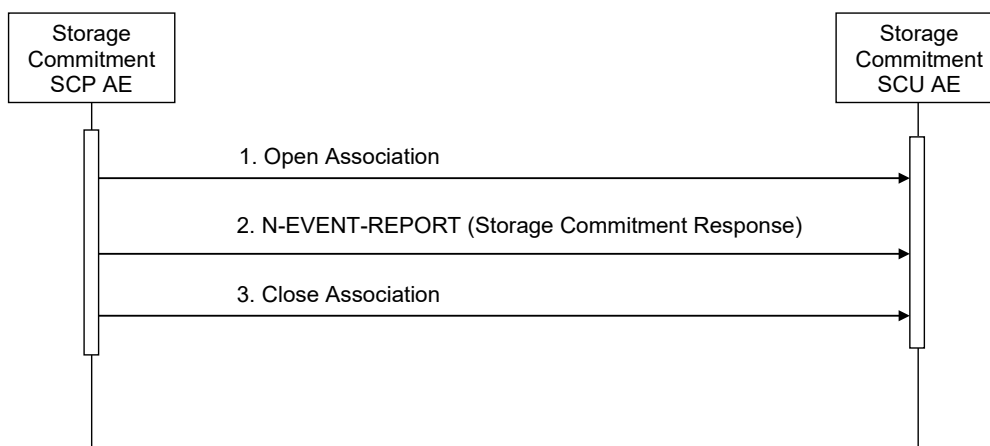 Storage
Commitment
SCP AE
Storage
Commitment
SCU AE
1. Open Association
2. N-EVENT-REPORT (Storage Commitment Response)
3. Close Association